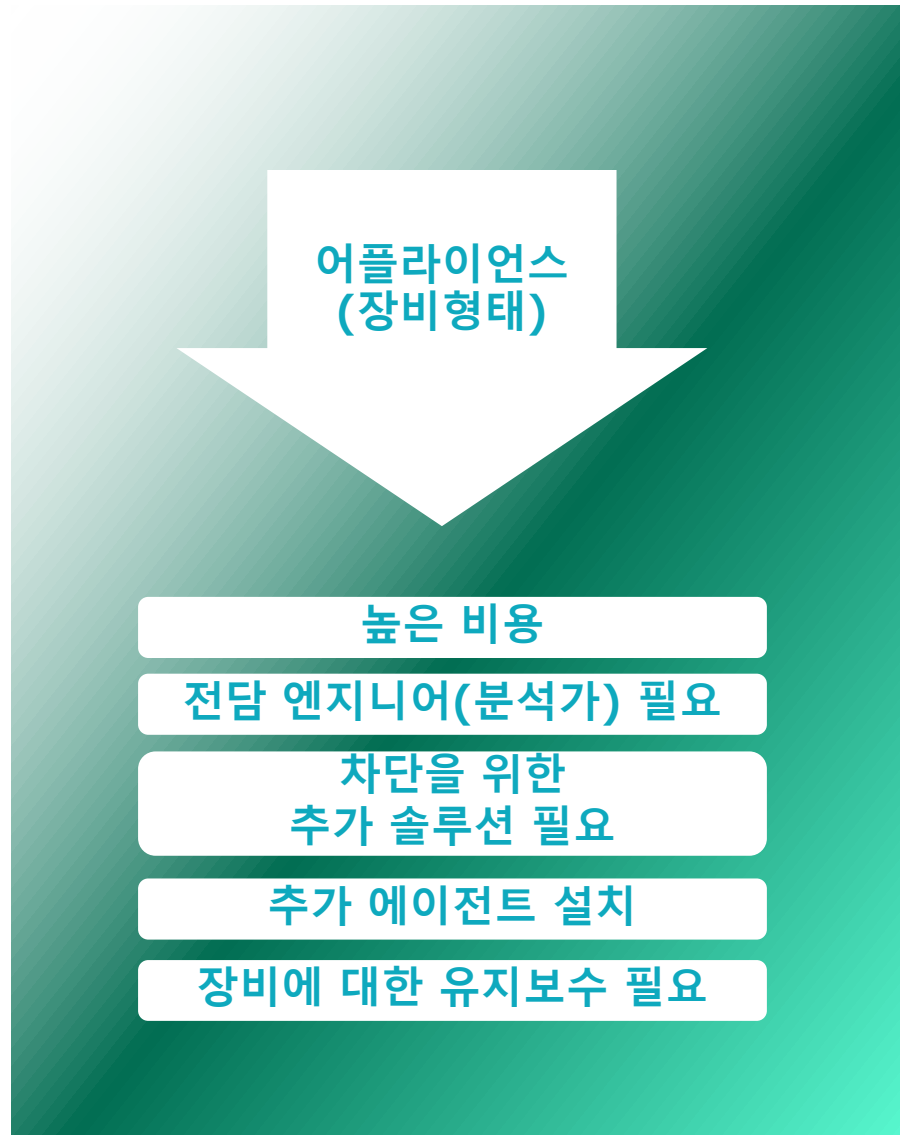 어플라이언스
(장비형태)
높은 비용
전담 엔지니어(분석가) 필요
차단을 위한
추가 솔루션 필요
추가 에이전트 설치
장비에 대한 유지보수 필요